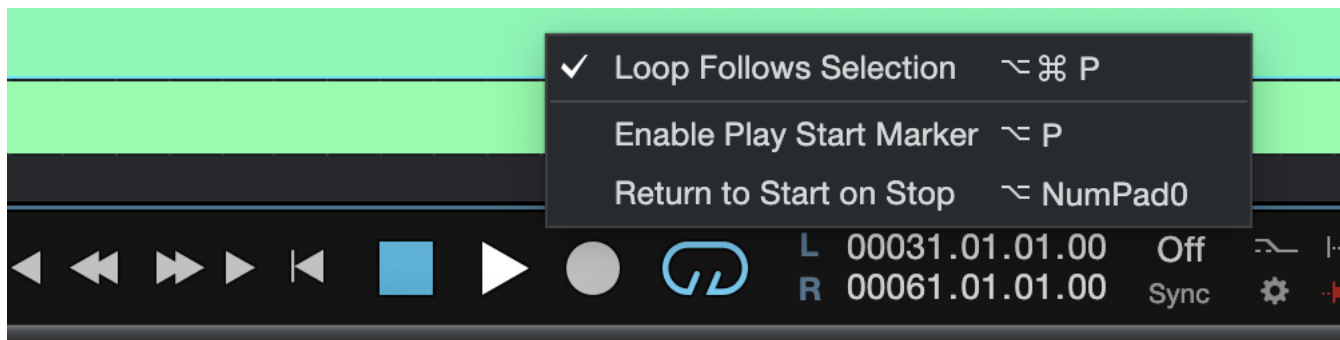 ✓ Loop Follows Selection ⌥⌘ P
Enable Play Start Marker ⌥ P
Return to Start on Stop ⌥ NumPad0
L 00031.01.01.00 Off
R 00061.01.01.00 Sync